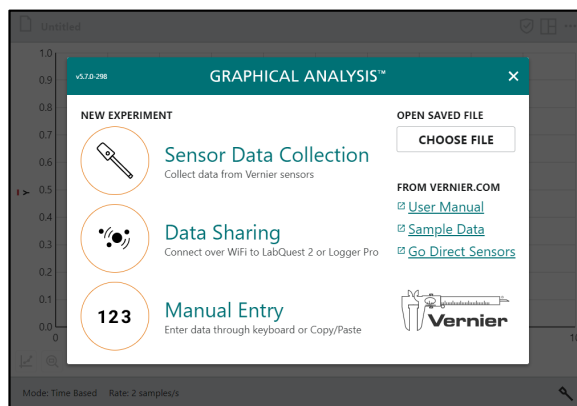 Untitled
v5.7.0-298
GRAPHICAL ANALYSIS™
NEW EXPERIMENT
Sensor Data Collection
Collect data from Vernier sensors
Data Sharing
Connect over WiFi to LabQuest 2 or Logger Pro
123
Manual Entry
Enter data through keyboard or Copy/Paste
OPEN SAVED FILE
CHOOSE FILE
FROM VERNIER.COM
User Manual
Sample Data
Go Direct Sensors
Vernier
1.0
0.9
0.8
0.7
0.6
0.5
0.4
0.3
0.2
0.1
0.0
Y
0
10
Mode: Time Based Rate: 2 samples/s